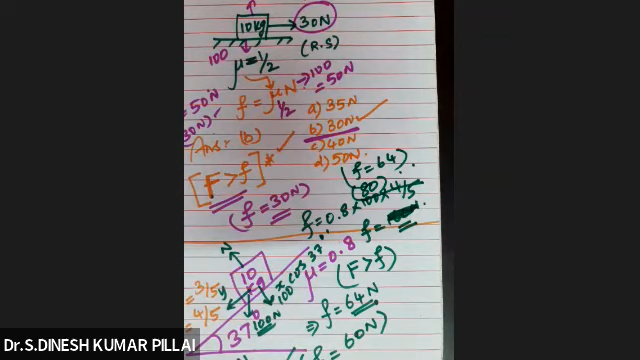 10kg
30N
(R.S)
100
μ = 1/2
= 50N
f = μN → 100
1/2
= 50N
a) 35N
Ans:- (b)
b) 30N
c) 40N
d) 50N.
[F > f]*
(f = 64).
(80)
(f = 30N)
f = 0.8 × 100 × 4/5
f =
N
10
kg
x cos 37
100
μ = 0.8
(F > f)
= 3/5
y
= 4/5
100N
37°
⇒ f = 64N
(f = 60N)
Dr.S.DINESH KUMAR PILLAI